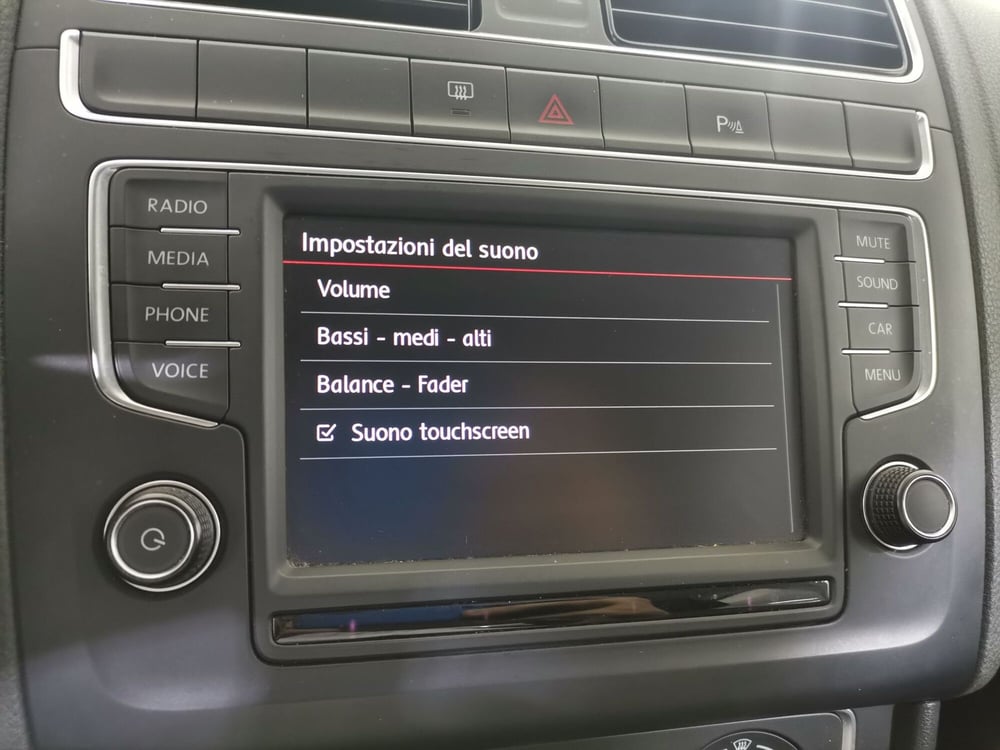 P
RADIO
MEDIA
PHONE
VOICE
Impostazioni del suono
Volume
Bassi - medi - alti
Balance - Fader
Suono touchscreen
MUTE
SOUND
CAR
MENU